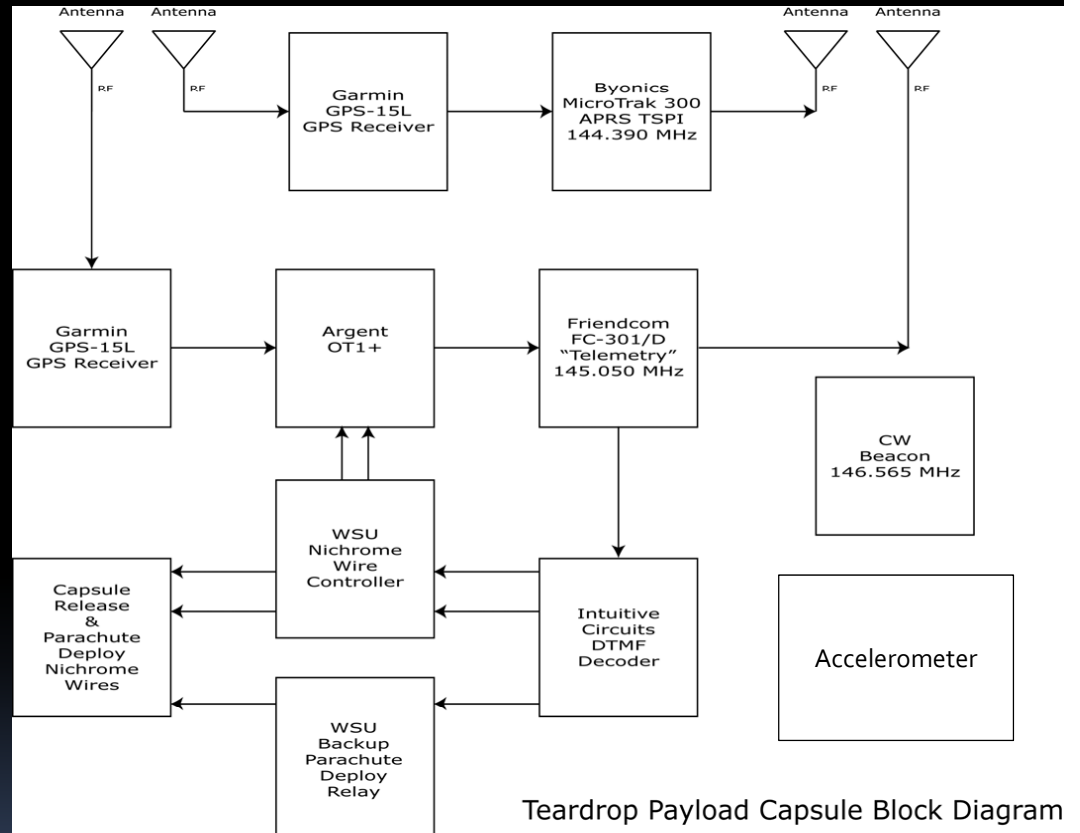 Antenna
Antenna
Antenna
Antenna
RF
RF
RF
RF
Garmin
GPS-15L
GPS Receiver
Byonics
MicroTrak 300
APRS TSPI
144.390 MHz
Garmin
GPS-15L
GPS Receiver
Argent
OT1+
Friendcom
FC-301/D
“Telemetry”
145.050 MHz
CW
Beacon
146.565 MHz
WSU
Nichrome
Wire
Controller
Capsule
Release
&
Parachute
Deploy
Nichrome
Wires
Intuitive
Circuits
DTMF
Decoder
Accelerometer
WSU
Backup
Parachute
Deploy
Relay
Teardrop Payload Capsule Block Diagram